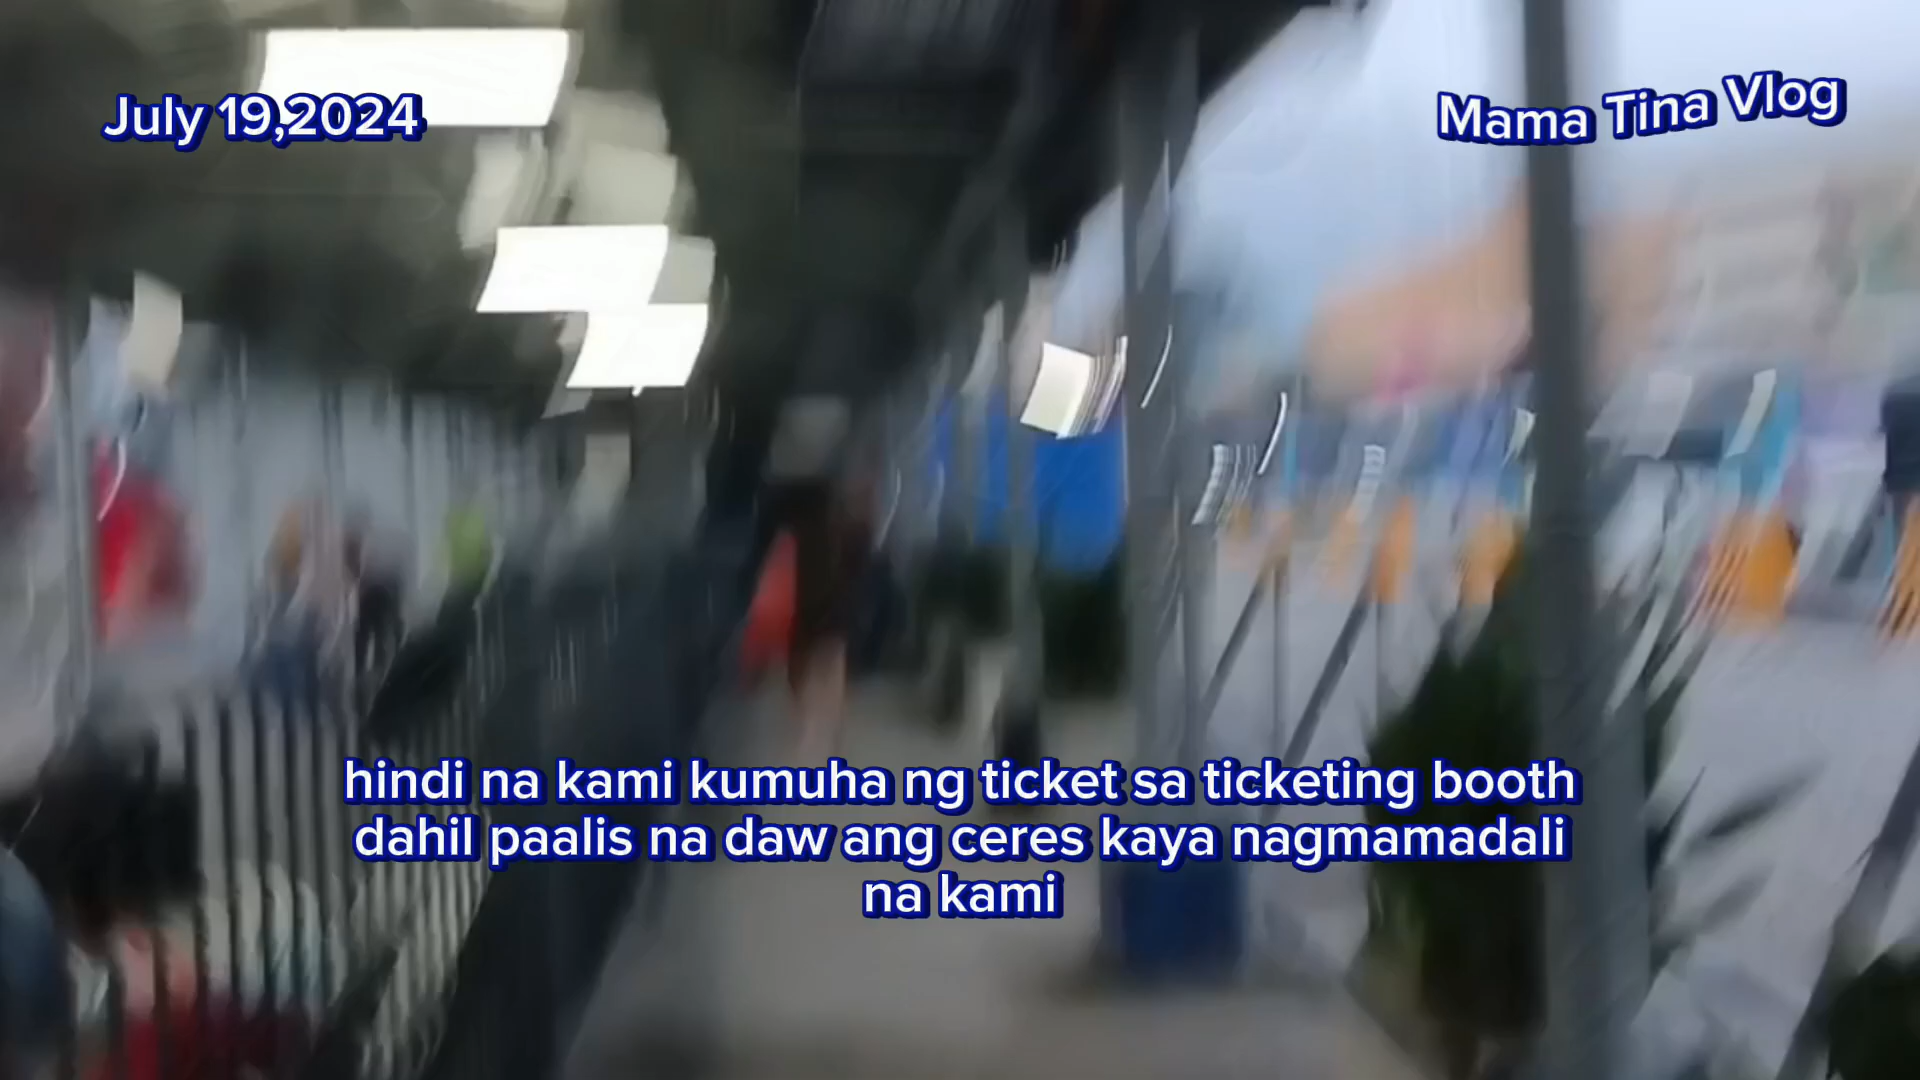 July 19,2024
Mama Tina Vlog
hindi na kami kumuha ng ticket sa ticketing booth
dahil paalis na daw ang ceres kaya nagmamadali
na kami